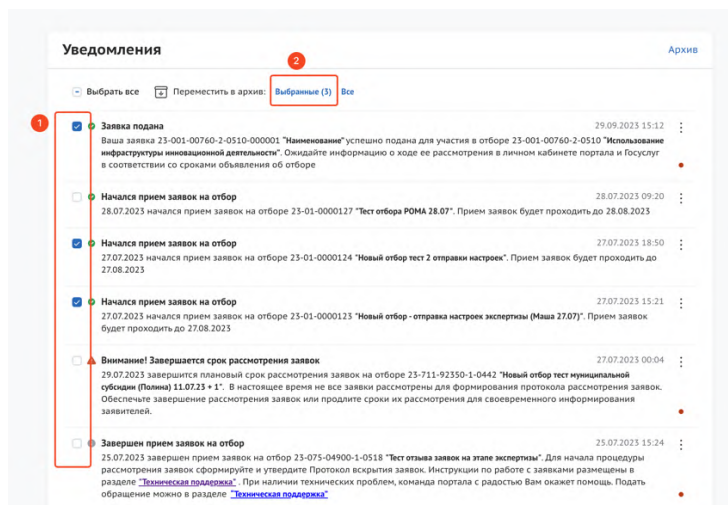 Уведомления
Архив
2
Выбрать все Переместить в архив: Выбранные (3) Все
1
Заявка подана 29.09.2023 15:12
Ваша заявка 23-001-00760-2-0510-000001 "Наименование" успешно подана для участия в отборе 23-001-00760-2-0510 "Использование
инфраструктуры инновационной деятельности". Ожидайте информацию о ходе ее рассмотрения в личном кабинете портала и Госуслуг
в соответствии со сроками объявления об отборе
Начался прием заявок на отбор 28.07.2023 09:20
28.07.2023 начался прием заявок на отборе 23-01-0000127 "Тест отбора РОМА 28.07". Прием заявок будет проходить до 28.08.2023
Начался прием заявок на отбор 27.07.2023 18:50
27.07.2023 начался прием заявок на отборе 23-01-0000124 "Новый отбор тест 2 отправки настроек". Прием заявок будет проходить до
27.08.2023
Начался прием заявок на отбор 27.07.2023 15:21
27.07.2023 начался прием заявок на отборе 23-01-0000123 "Новый отбор - отправка настроек экспертизы (Маша 27.07)". Прием заявок
будет проходить до 27.08.2023
Внимание! Завершается срок рассмотрения заявок 27.07.2023 00:04
29.07.2023 завершится плановый срок рассмотрения заявок на отборе 23-711-92350-1-0442 "Новый отбор тест муниципальной
субсидии (Полина) 11.07.23 + 1". В настоящее время не все заявки рассмотрены для формирования протокола рассмотрения заявок.
Обеспечьте завершение рассмотрения заявок или продлите сроки их рассмотрения для своевременного информирования
заявителей.
Завершен прием заявок на отбор 25.07.2023 15:24
25.07.2023 завершен прием заявок на отбор 23-075-04900-1-0518 "Тест отзыва заявок на этапе экспертизы". Для начала процедуры
рассмотрения заявок сформируйте и утвердите Протокол вскрытия заявок. Инструкции по работе с заявками размещены в
разделе "Техническая поддержка" . При наличии технических проблем, команда портала с радостью Вам окажет помощь. Подать
обращение можно в разделе "Техническая поддержка"